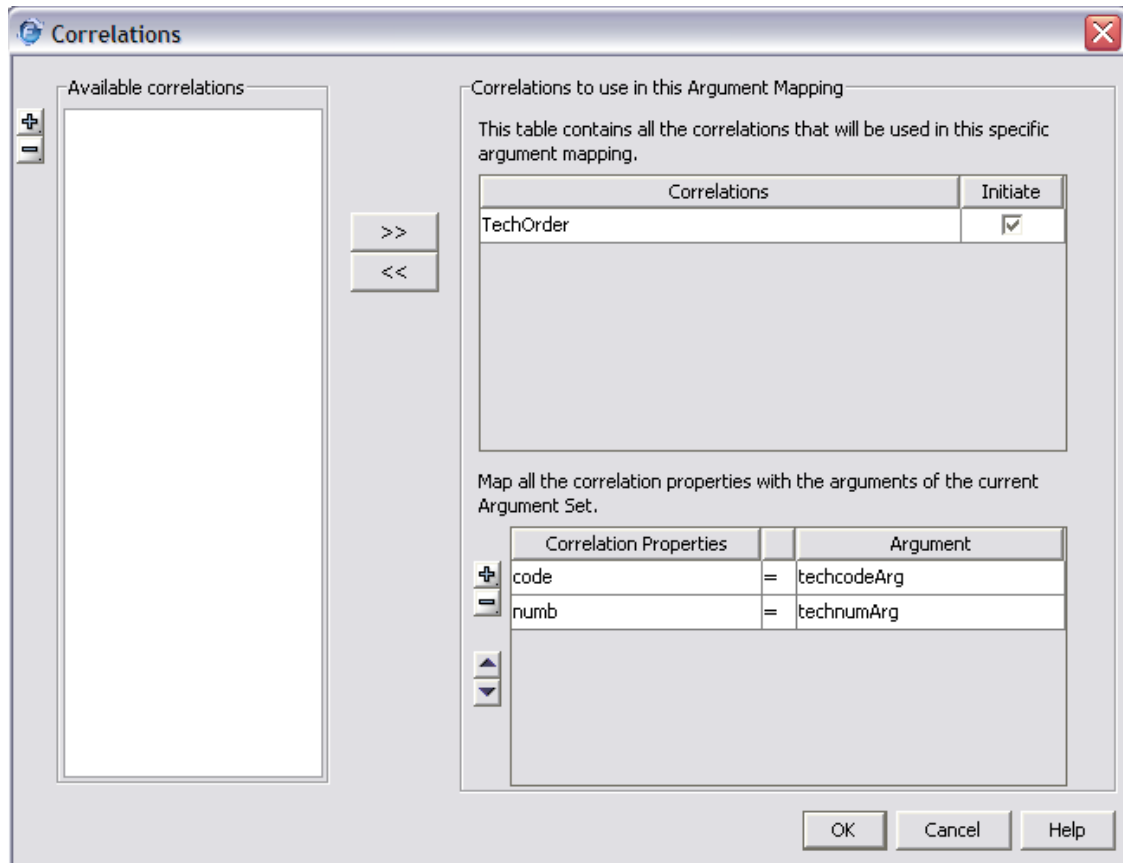 Correlations
Available correlations
Correlations to use in this Argument Mapping
This table contains all the correlations that will be used in this specific
argument mapping.
Correlations Initiate
TechOrder
>>
<<
Map all the correlation properties with the arguments of the current
Argument Set.
Correlation Properties Argument
code = techcodeArg
numb = technumArg
OK Cancel Help